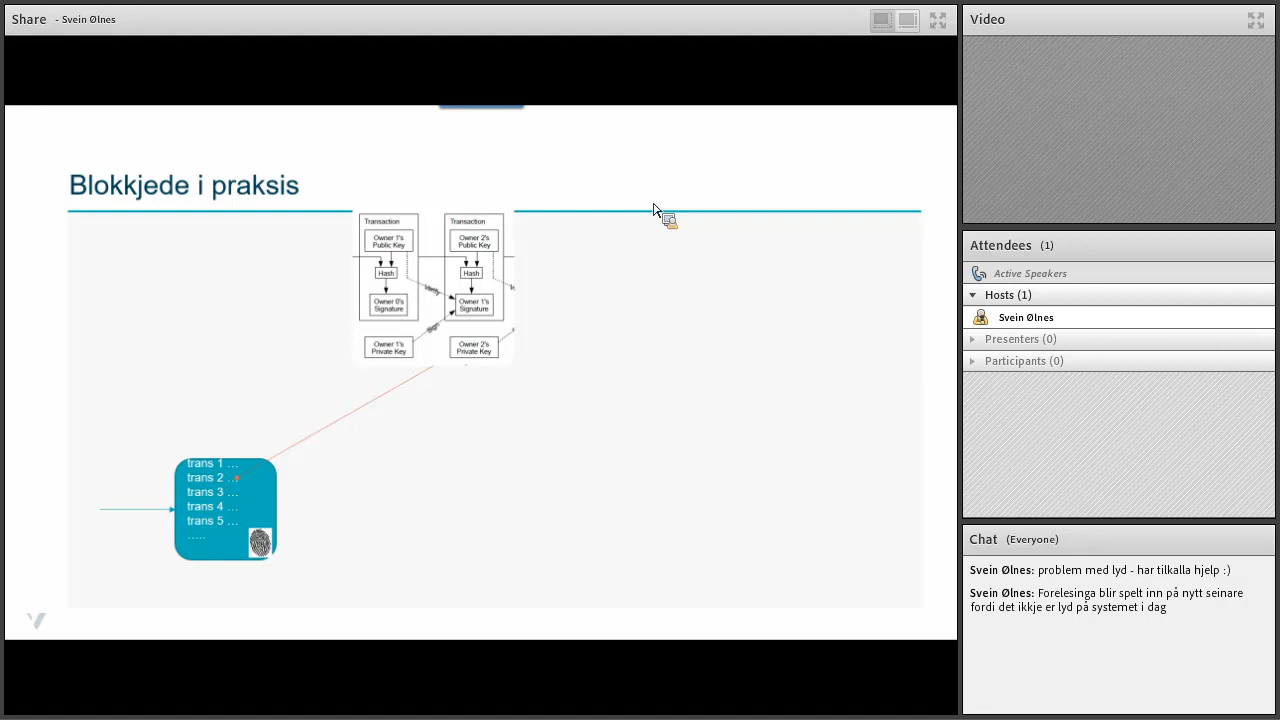 Share - Svein Ølnes
Blokkjede i praksis
Transaction
Owner 1's
Public Key
Hash
Owner 0's
Signature
Owner 1's
Private Key
Verify
Sign
Transaction
Owner 2's
Public Key
Hash
Owner 1's
Signature
Owner 2's
Private Key
trans 1 ...
trans 2 ...
trans 3 ...
trans 4 ...
trans 5 ...
.....
Video
Attendees (1)
Active Speakers
Hosts (1)
Svein Ølnes
Presenters (0)
Participants (0)
Chat (Everyone)
Svein Ølnes: problem med lyd - har tilkalla hjelp :)
Svein Ølnes: Forelesinga blir spelt inn på nytt seinare
fordi det ikkje er lyd på systemet i dag